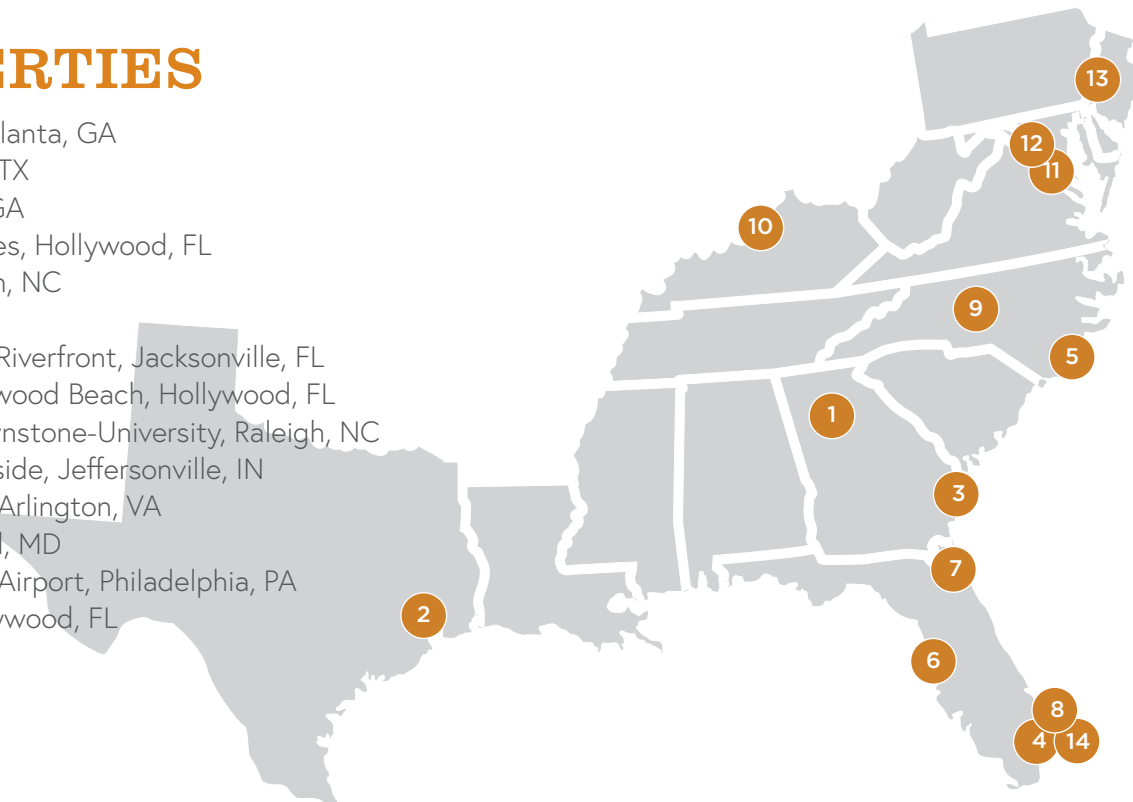 ERTIES
lanta, GA
TX
GA
es, Hollywood, FL
n, NC
Riverfront, Jacksonville, FL
wood Beach, Hollywood, FL
wnstone-University, Raleigh, NC
side, Jeffersonville, IN
Arlington, VA
l, MD
Airport, Philadelphia, PA
ywood, FL
13
12
11
10
9
5
1
3
7
2
6
8
4
14